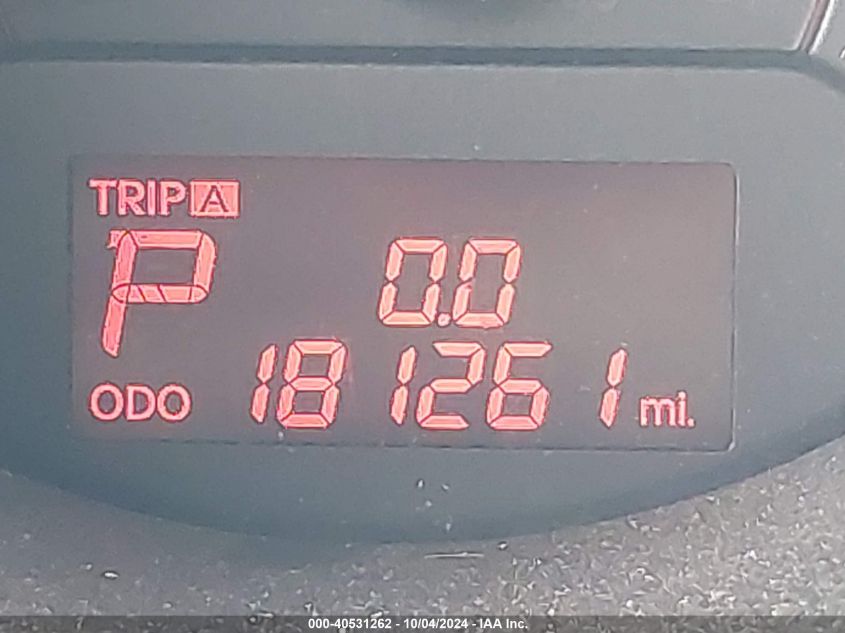 TRIP A
P 0.0
ODO 181261 mi.
000-40531262 - 10/04/2024 - IAA Inc.